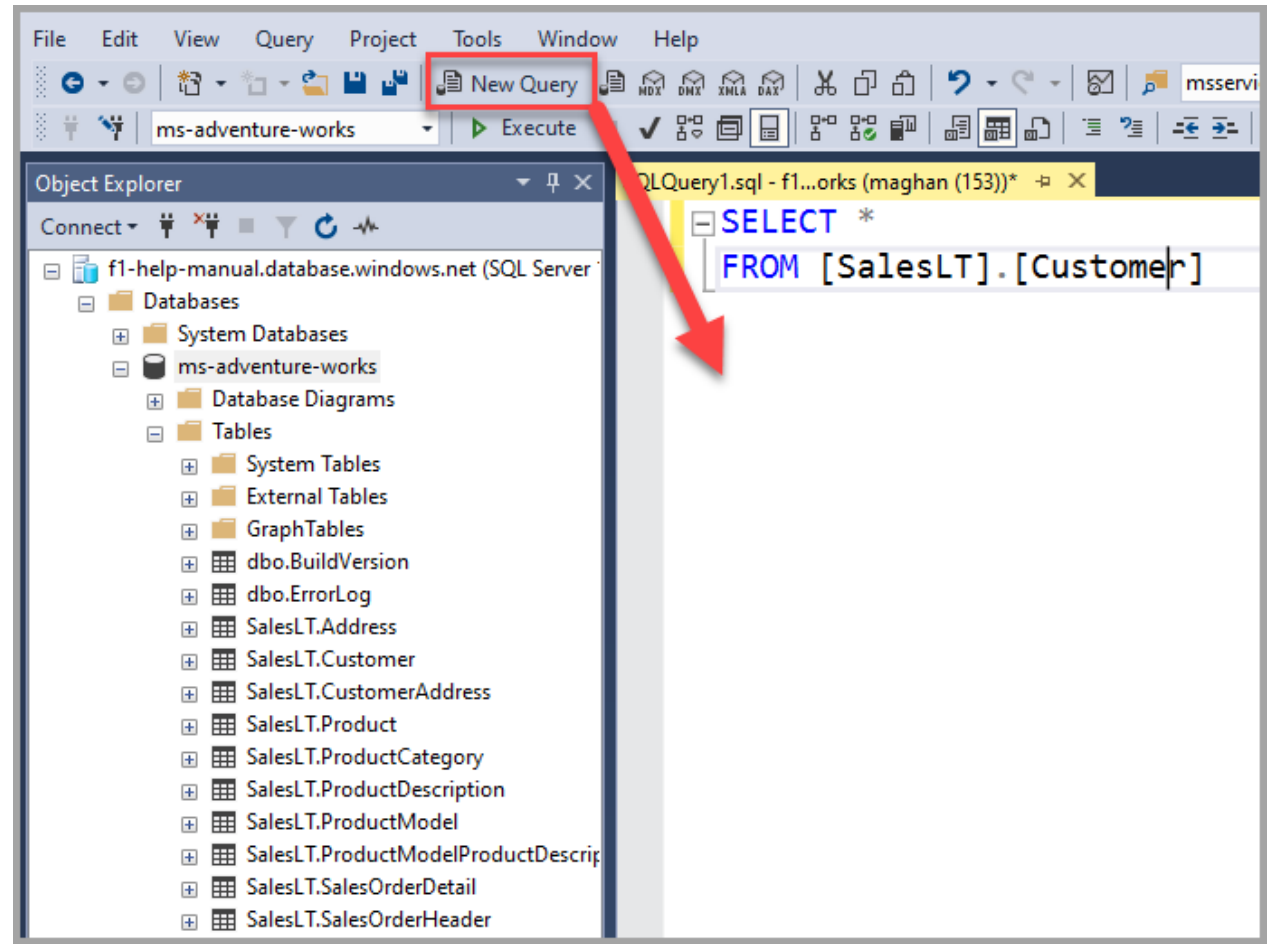 File Edit View Query Project Tools Window Help
New Query MDX DMX XMLA DAX msservi
ms-adventure-works Execute
Object Explorer
QLQuery1.sql - f1...orks (maghan (153))*
Connect
SELECT *
FROM [SalesLT].[Customer]
f1-help-manual.database.windows.net (SQL Server
Databases
System Databases
ms-adventure-works
Database Diagrams
Tables
System Tables
External Tables
GraphTables
dbo.BuildVersion
dbo.ErrorLog
SalesLT.Address
SalesLT.Customer
SalesLT.CustomerAddress
SalesLT.Product
SalesLT.ProductCategory
SalesLT.ProductDescription
SalesLT.ProductModel
SalesLT.ProductModelProductDescrip
SalesLT.SalesOrderDetail
SalesLT.SalesOrderHeader